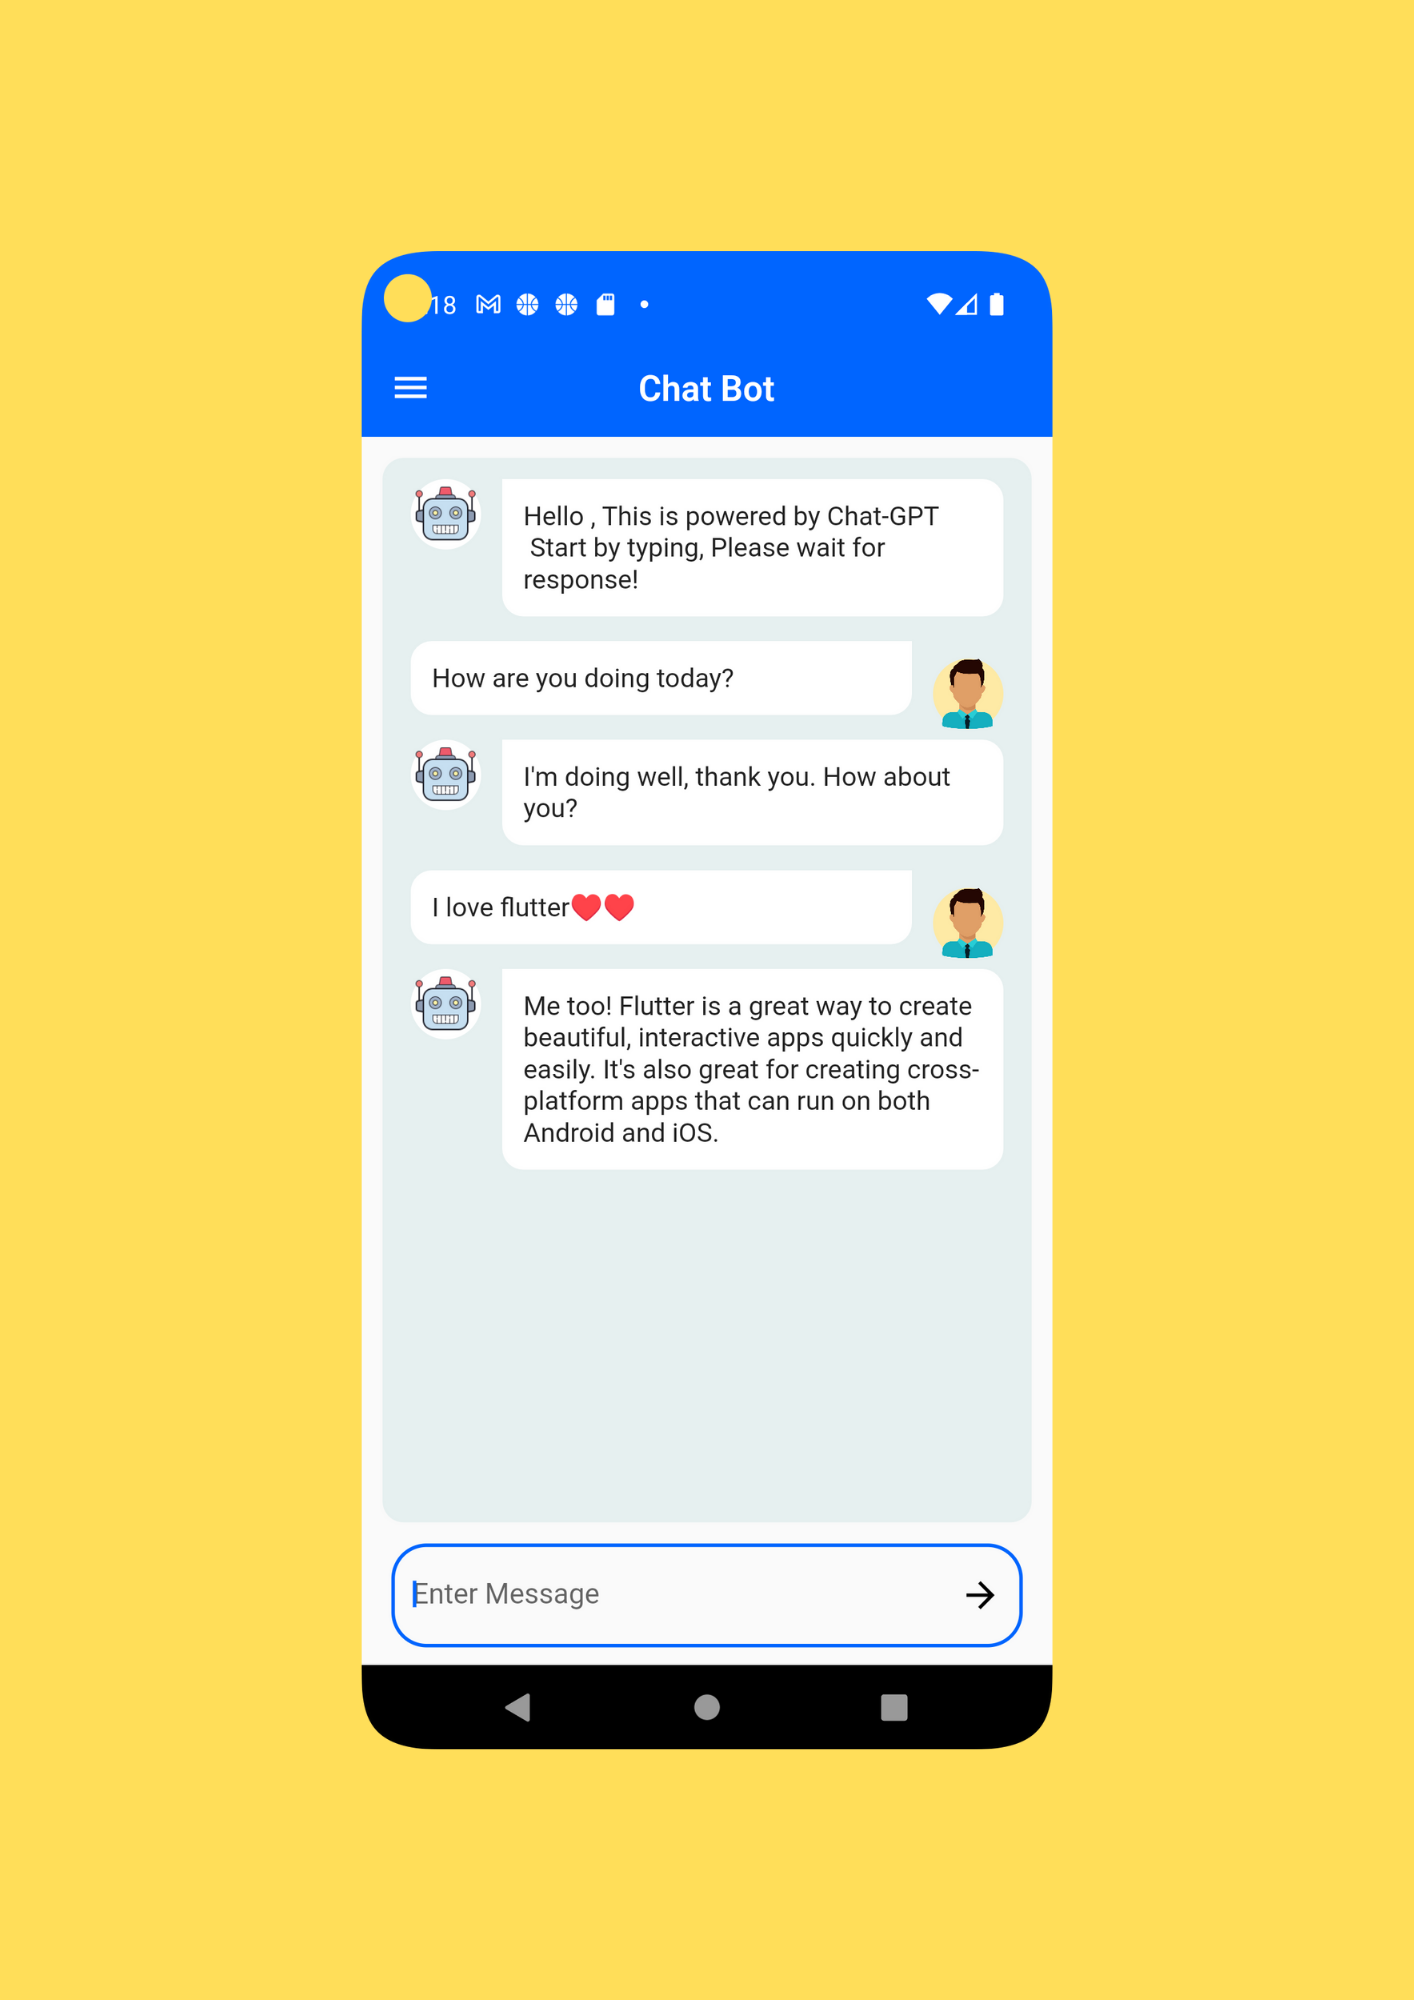 18
Chat Bot
Hello , This is powered by Chat-GPT
Start by typing, Please wait for
response!
How are you doing today?
I'm doing well, thank you. How about
you?
I love flutter❤️❤️
Me too! Flutter is a great way to create
beautiful, interactive apps quickly and
easily. It's also great for creating cross-
platform apps that can run on both
Android and iOS.
Enter Message